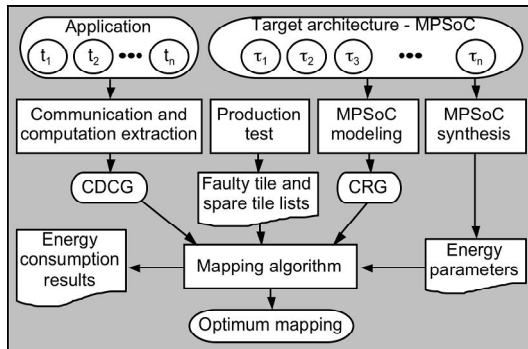 Application
Target architecture - MPSoC
t1 t2 ••• tn
τ1 τ2 τ3 ••• τn
Communication and
computation extraction
Production
test
MPSoC
modeling
MPSoC
synthesis
CDCG
Faulty tile and
spare tile lists
CRG
Energy
consumption
results
Mapping algorithm
Energy
parameters
Optimum mapping